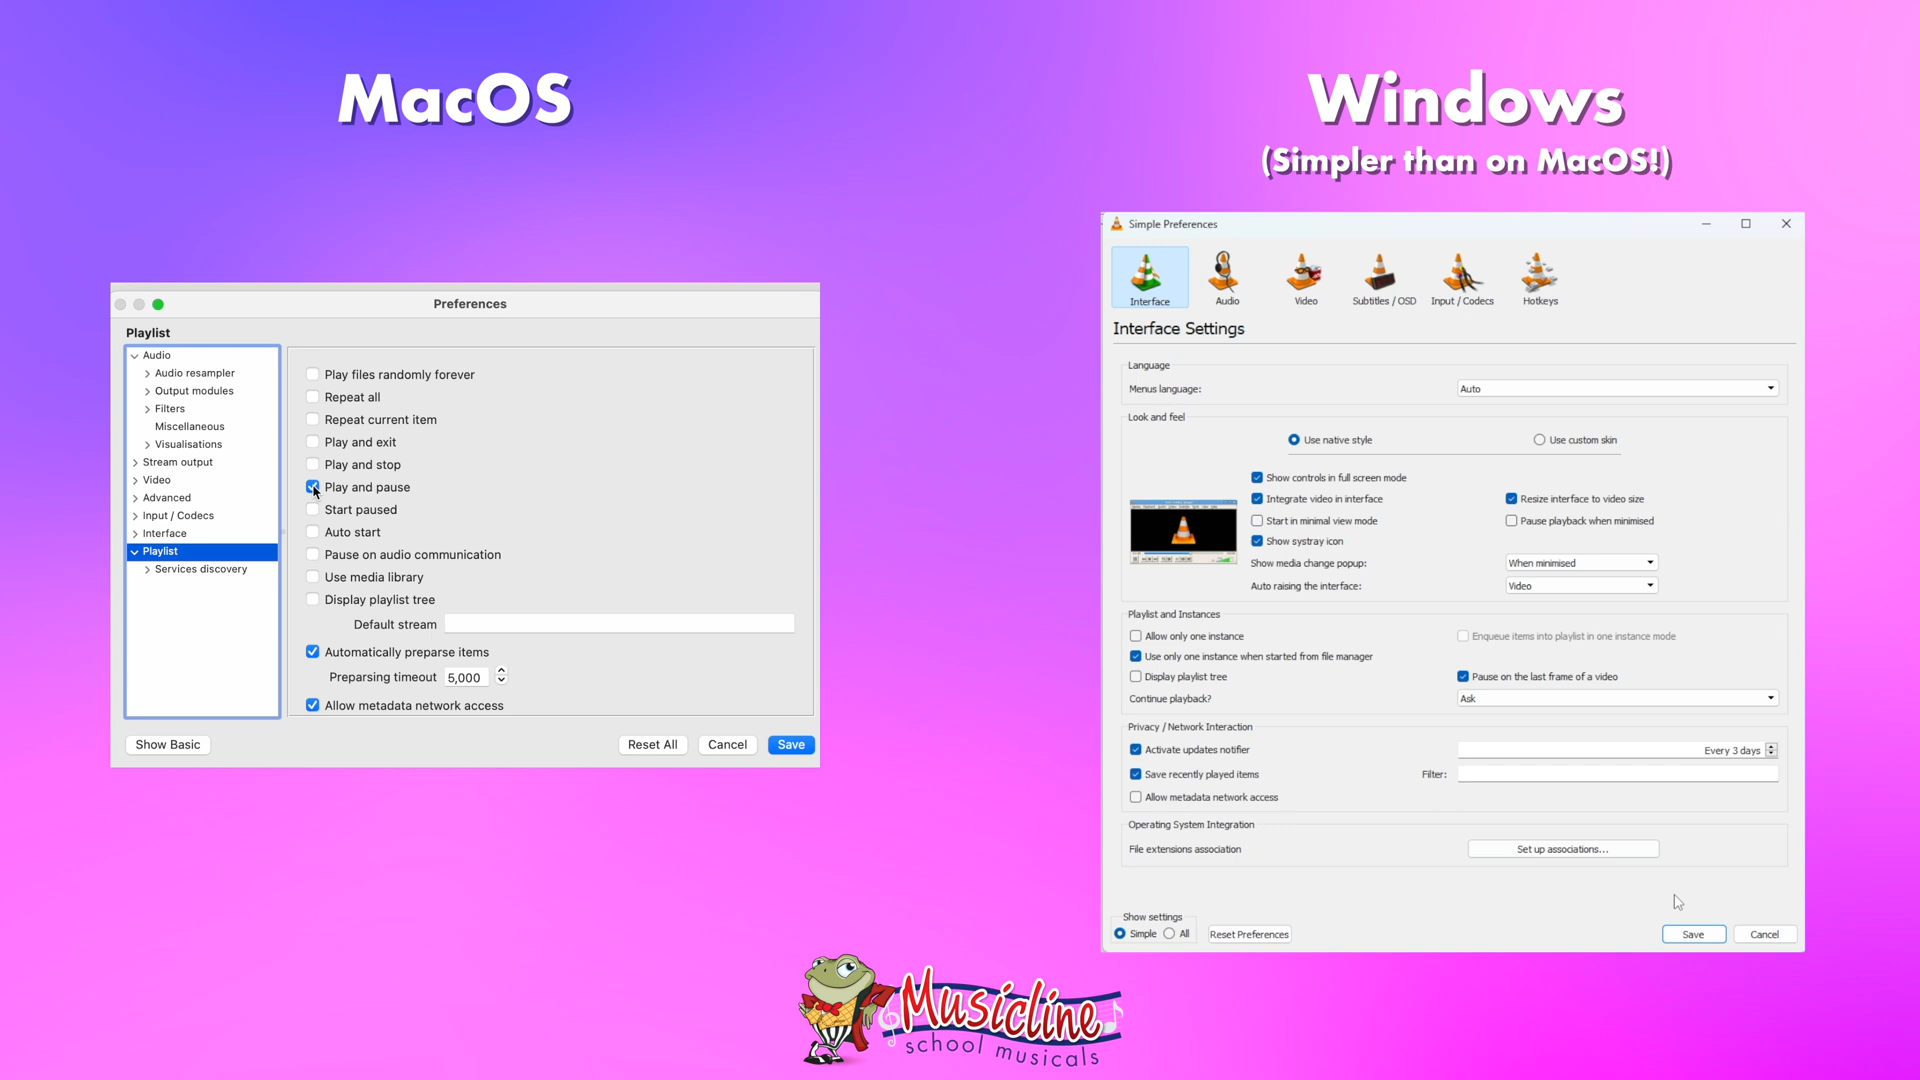 MacOS
Windows
(Simpler than on MacOS!)
Preferences
Playlist
Audio
Audio resampler
Output modules
Filters
Miscellaneous
Visualisations
Stream output
Video
Advanced
Input / Codecs
Interface
Playlist
Services discovery
Play files randomly forever
Repeat all
Repeat current item
Play and exit
Play and stop
Play and pause
Start paused
Auto start
Pause on audio communication
Use media library
Display playlist tree
Default stream
Automatically preparse items
Preparsing timeout 5,000
Allow metadata network access
Show Basic
Reset All
Cancel
Save
Simple Preferences
Interface
Audio
Video
Subtitles / OSD
Input / Codecs
Hotkeys
Interface Settings
Language
Menus language: Auto
Look and feel
Use native style
Use custom skin
Show controls in full screen mode
Integrate video in interface
Resize interface to video size
Start in minimal view mode
Pause playback when minimised
Show systray icon
Show media change popup: When minimised
Auto raising the interface: Video
Playlist and Instances
Allow only one instance
Enqueue items into playlist in one instance mode
Use only one instance when started from file manager
Display playlist tree
Pause on the last frame of a video
Continue playback? Ask
Privacy / Network Interaction
Activate updates notifier
Every 3 days
Save recently played items
Filter:
Allow metadata network access
Operating System Integration
File extensions association
Set up associations...
Show settings
Simple
All
Reset Preferences
Save
Cancel
Musicline
school musicals